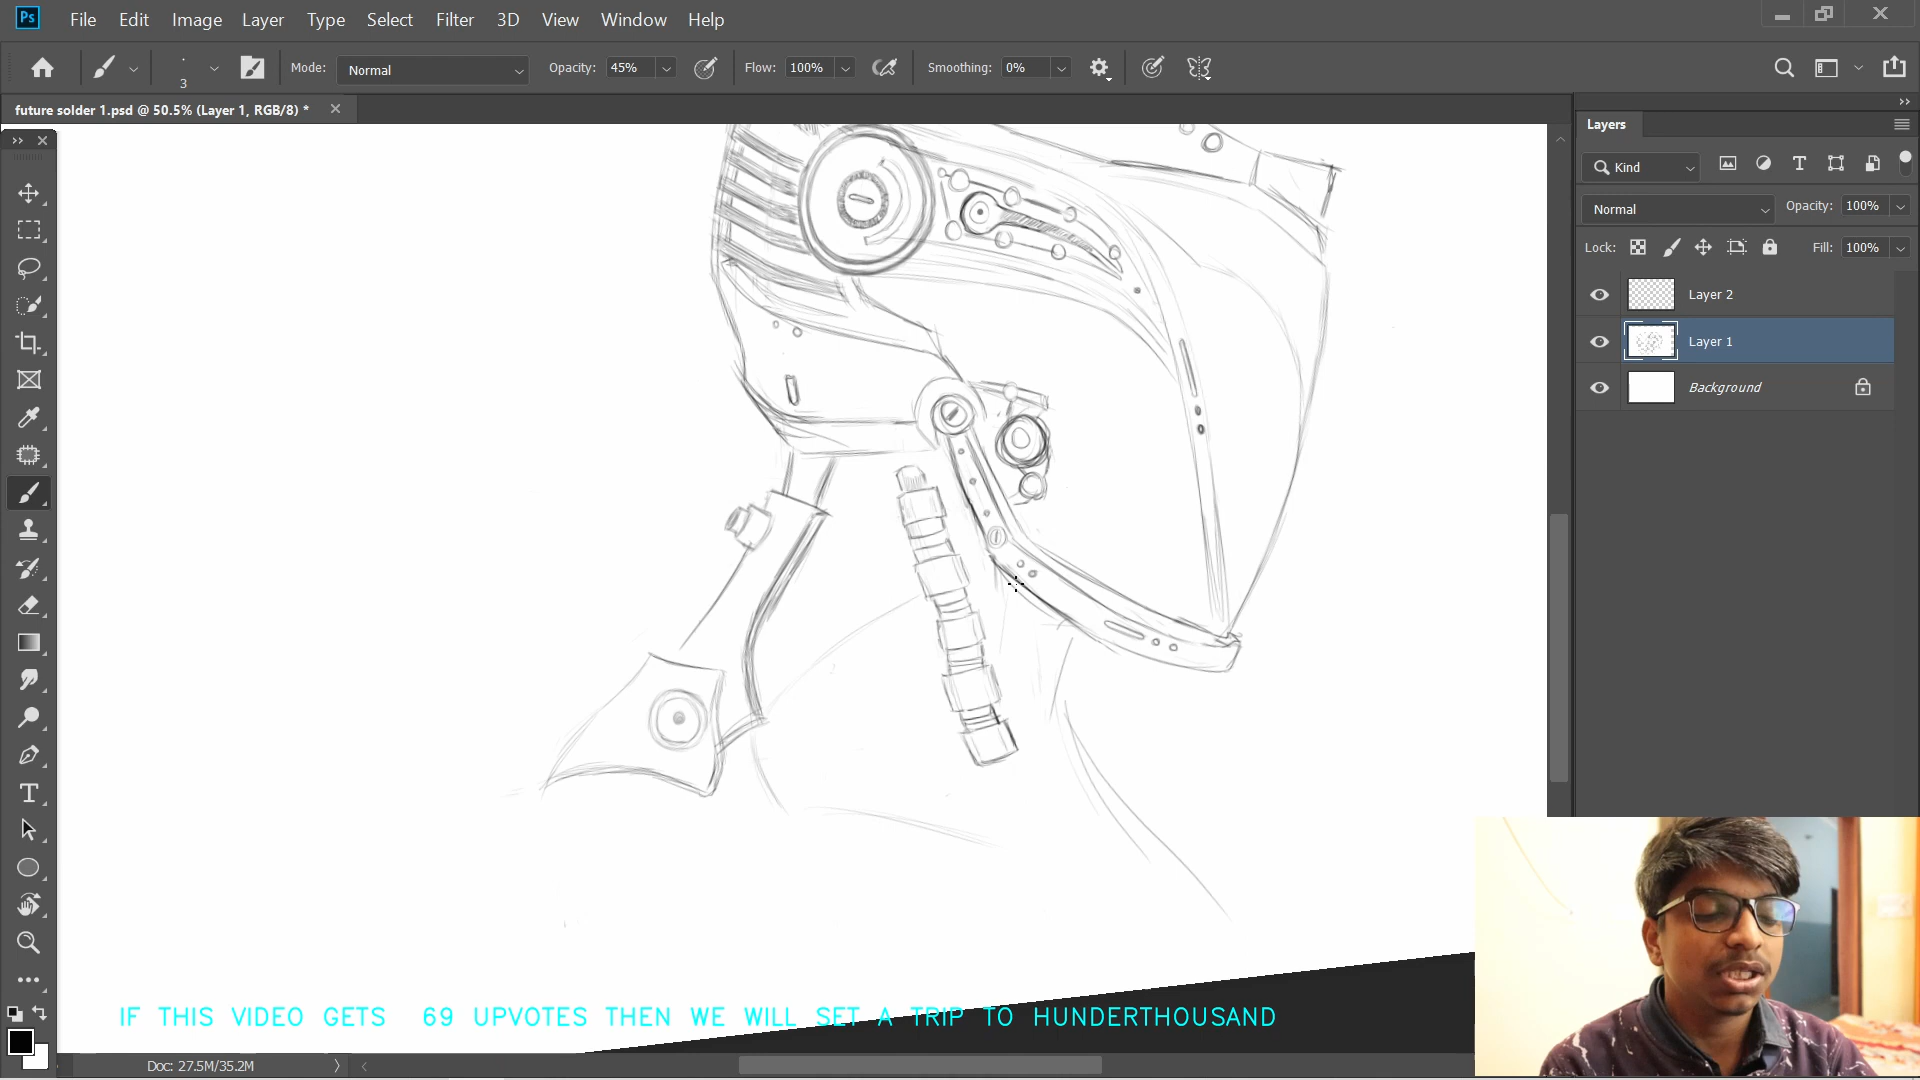 Ps File Edit Image Layer Type Select Filter 3D View Window Help
3 Mode: Normal Opacity: 45% Flow: 100% Smoothing: 0%
future solder 1.psd @ 50.5% (Layer 1, RGB/8) *
Layers
Kind
Normal Opacity: 100%
Lock: Fill: 100%
Layer 2
Layer 1
Background
IF THIS VIDEO GETS 69 UPVOTES THEN WE WILL SET A TRIP TO HUNDERTHOUSAND
Doc: 27.5M/35.2M